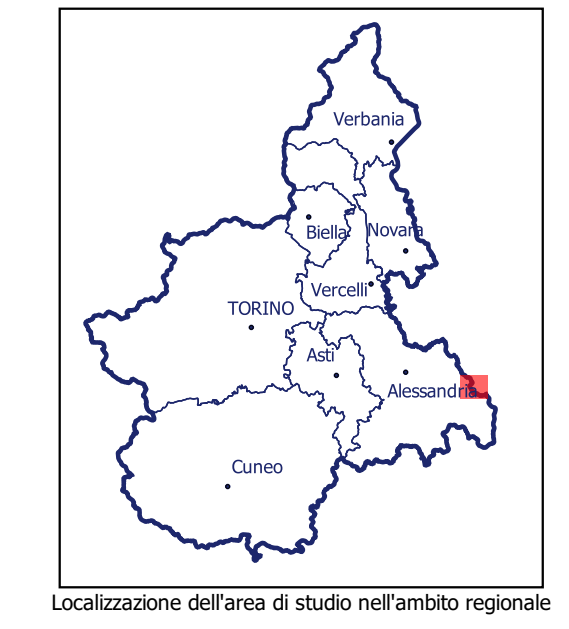 Verbania
Biella
Novara
Vercelli
TORINO
Asti
Alessandria
Cuneo
Localizzazione dell'area di studio nell'ambito regionale